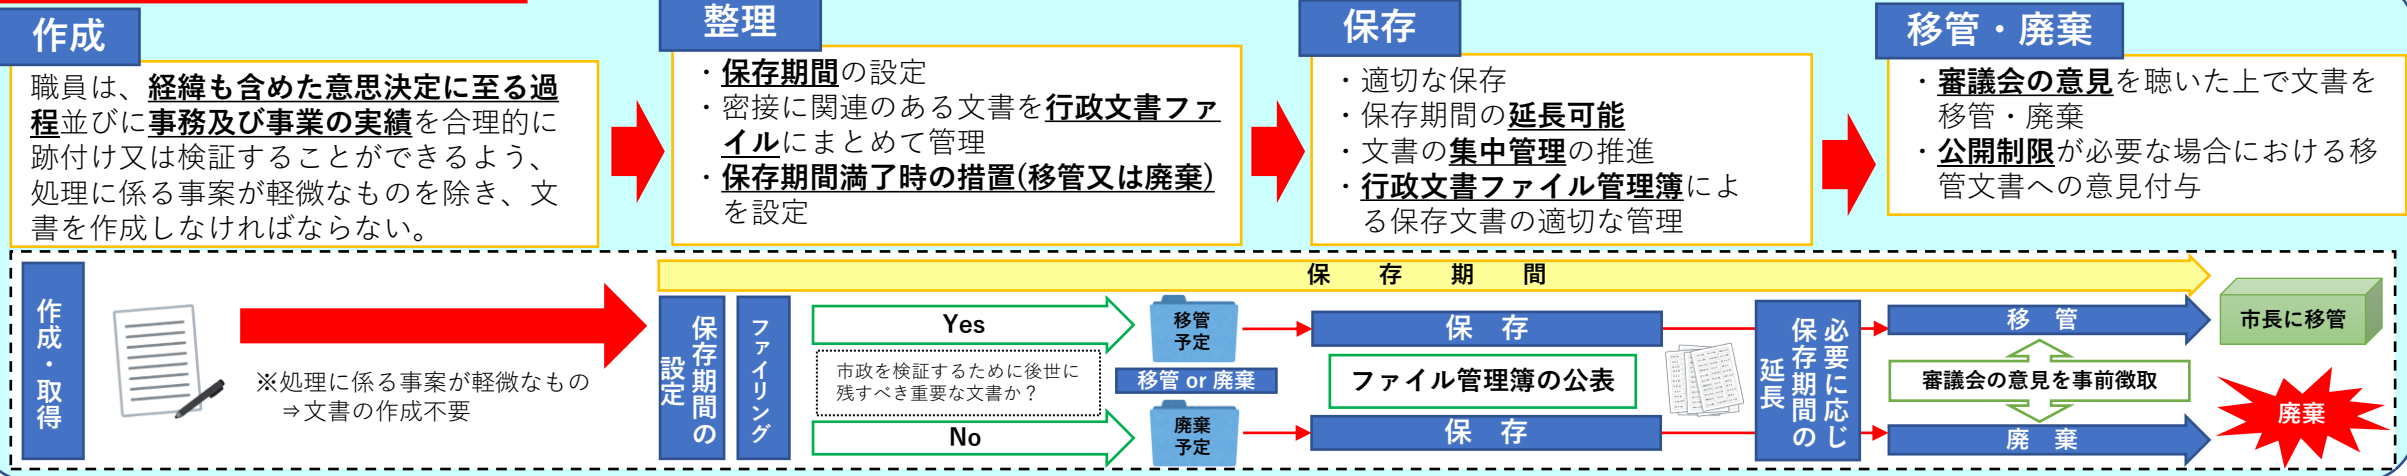 作成
職員は、経緯も含めた意思決定に至る過
程並びに事務及び事業の実績を合理的に
跡付け又は検証することができるよう、
処理に係る事案が軽微なものを除き、文
書を作成しなければならない。
整理
・保存期間の設定
・密接に関連のある文書を行政文書ファ
イルにまとめて管理
・保存期間満了時の措置(移管又は廃棄)
を設定
保存
・適切な保存
・保存期間の延長可能
・文書の集中管理の推進
・行政文書ファイル管理簿によ
る保存文書の適切な管理
移管・廃棄
・審議会の意見を聴いた上で文書を
移管・廃棄
・公開制限が必要な場合における移
管文書への意見付与
保存期間
作成・取得
※処理に係る事案が軽微なもの
⇒文書の作成不要
保存期間の
設定
ファイリング
Yes
市政を検証するために後世に
残すべき重要な文書か？
No
移管
予定
移管 or 廃棄
廃棄
予定
保存
ファイル管理簿の公表
保存
必要に応じ
保存期間の
延長
移管
審議会の意見を事前徴取
廃棄
市長に移管
廃棄